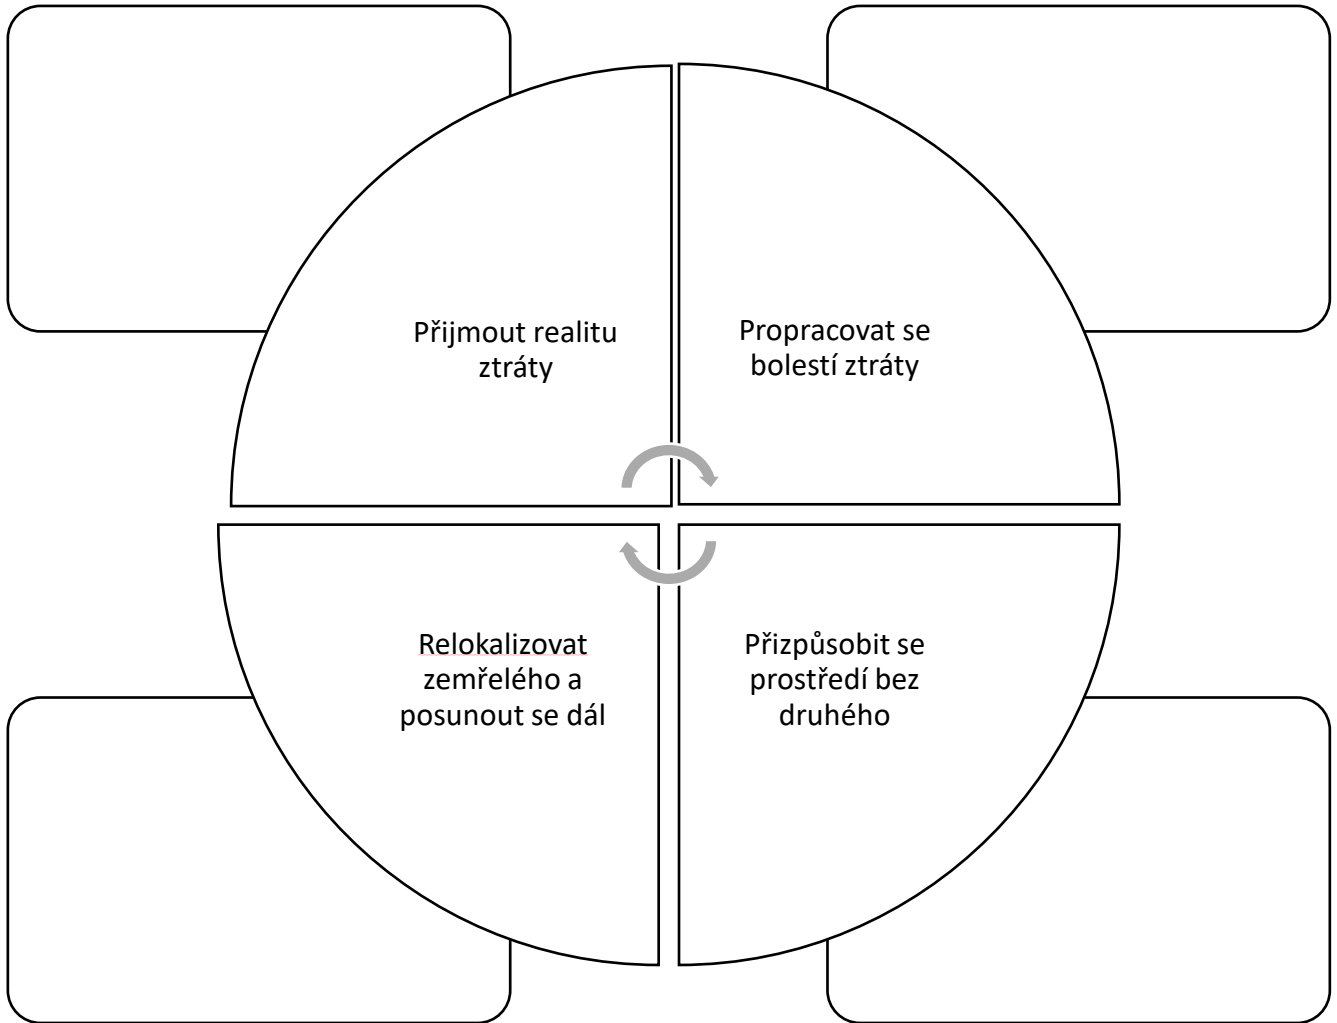 Přijmout realitu
ztráty
Propracovat se
bolestí ztráty
Relokalizovat
zemřelého a
posunout se dál
Přizpůsobit se
prostředí bez
druhého